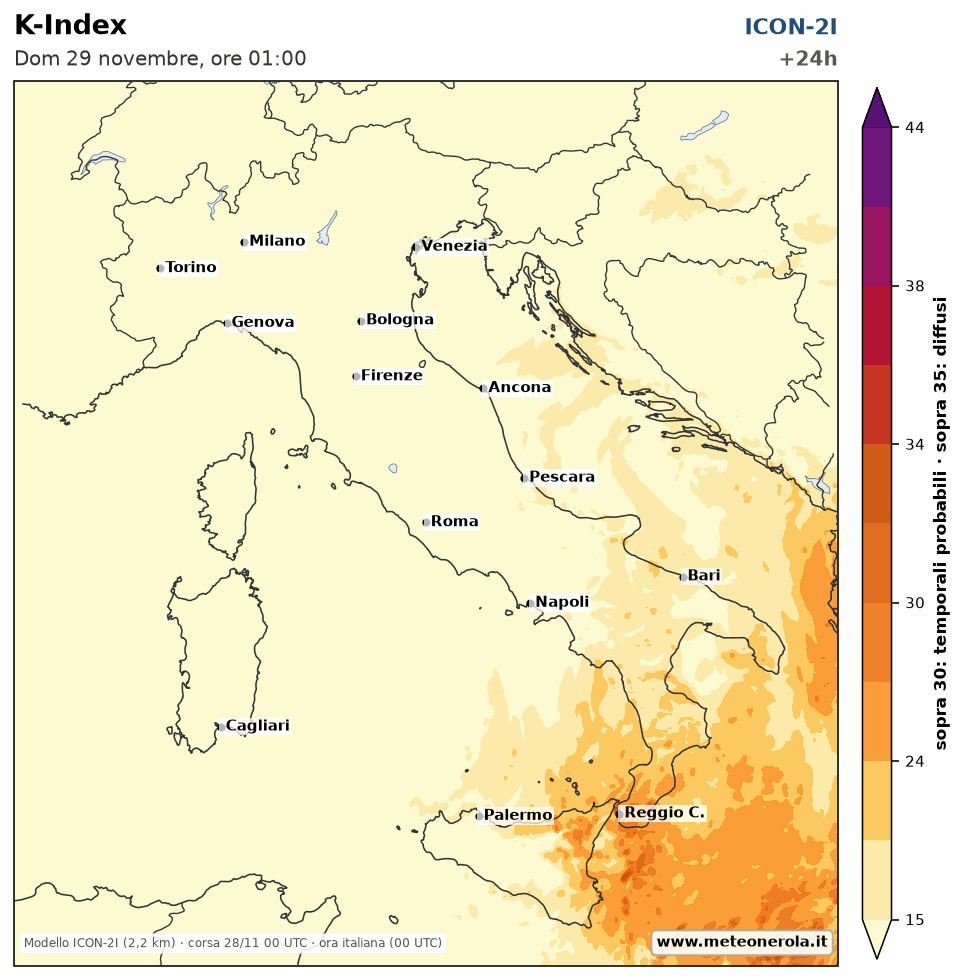 K-Index
ICON-2I
Dom 29 novembre, ore 01:00
+24h
44
Milano
Venezia
Torino
38
Genova
Bologna
Firenze
Ancona
34
Pescara
Roma
Bari
30
Napoli
Cagliari
24
Palermo
Reggio C.
15
sopra 30: temporali probabili · sopra 35: diffusi
Modello ICON-2I (2,2 km) · corsa 28/11 00 UTC · ora italiana (00 UTC)
www.meteonerola.it